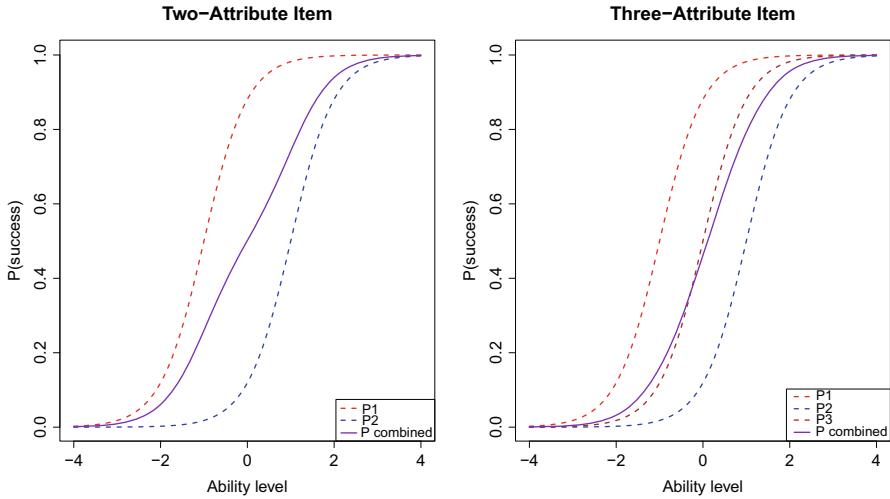 Two−Attribute Item
1.0
0.8
0.6
0.4
0.2
0.0
P(success)
−4
−2
0
2
4
Ability level
P1
P2
P combined
Three−Attribute Item
1.0
0.8
0.6
0.4
0.2
0.0
P(success)
−4
−2
0
2
4
Ability level
P1
P2
P3
P combined